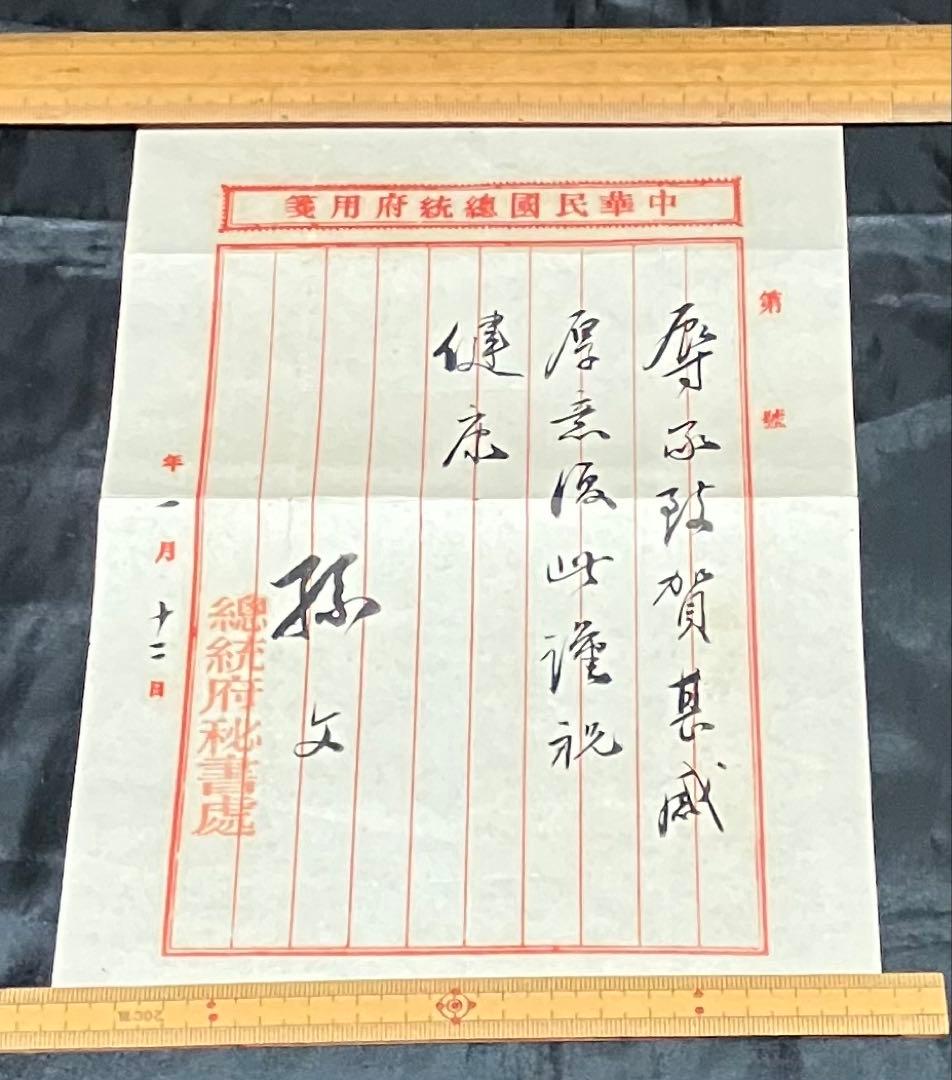 中華民國總統府用箋
第 號
辱承致賀甚感
厚意復此謹祝
健康
孫文
總統府秘書處
年一月十二日